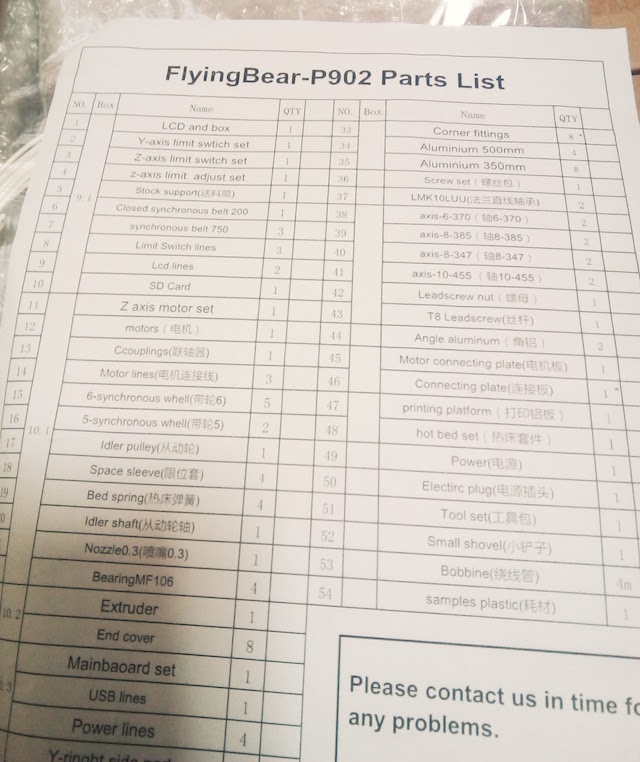 FlyingBear-P902 Parts List
NO. Box Name QTY NO. Box Name QTY
1 LCD and box 1 33 Corner fittings 8
2 Y-axis limit swtich set 1 34 Aluminium 500mm 4
3 Z-axis limit switch set 1 35 Aluminium 350mm 8
4 z-axis limit adjust set 1 36 Screw set（螺丝包） 1
5 9.1 Stock support(送料筒) 1 37 LMK10LUU(法兰直线轴承) 2
6 Closed synchronous belt 200 1 38 axis-6-370（轴6-370） 2
7 synchronous belt 750 3 39 axis-8-385（轴8-385） 2
8 Limit Switch lines 3 40 axis-8-347（轴8-347） 2
9 Lcd lines 2 41 axis-10-455（轴10-455） 2
10 SD Card 1 42 Leadscrew nut（螺母） 1
11 Z axis motor set 1 43 T8 Leadscrew(丝杆) 1
12 motors（电机） 1 44 Angle aluminum（角铝） 2
13 Ccouplings(联轴器) 1 45 Motor connecting plate(电机板) 1
14 Motor lines(电机连接线) 3 46 Connecting plate(连接板) 1
15 6-synchronous whell(带轮6) 5 47 printing platform（打印铝板） 1
16 10.1 5-synchronous whell(带轮5) 2 48 hot bed set（热床套件） 1
17 Idler pulley(从动轮) 1 49 Power(电源) 1
18 Space sleeve(限位套) 4 50 Electirc plug(电源插头) 1
19 Bed spring(热床弹簧) 4 51 Tool set(工具包) 1
Idler shaft(从动轮轴) 1 52 Small shovel(小铲子) 1
Nozzle0.3(喷嘴0.3) 1 53 Bobbine(绕线管) 4m
BearingMF106 4 54 samples plastic(耗材) 1
10.2 Extruder 1
End cover 8
Mainbaoard set 1
USB lines 1
Power lines 4
Y-ringht side
Please contact us in time
any problems.